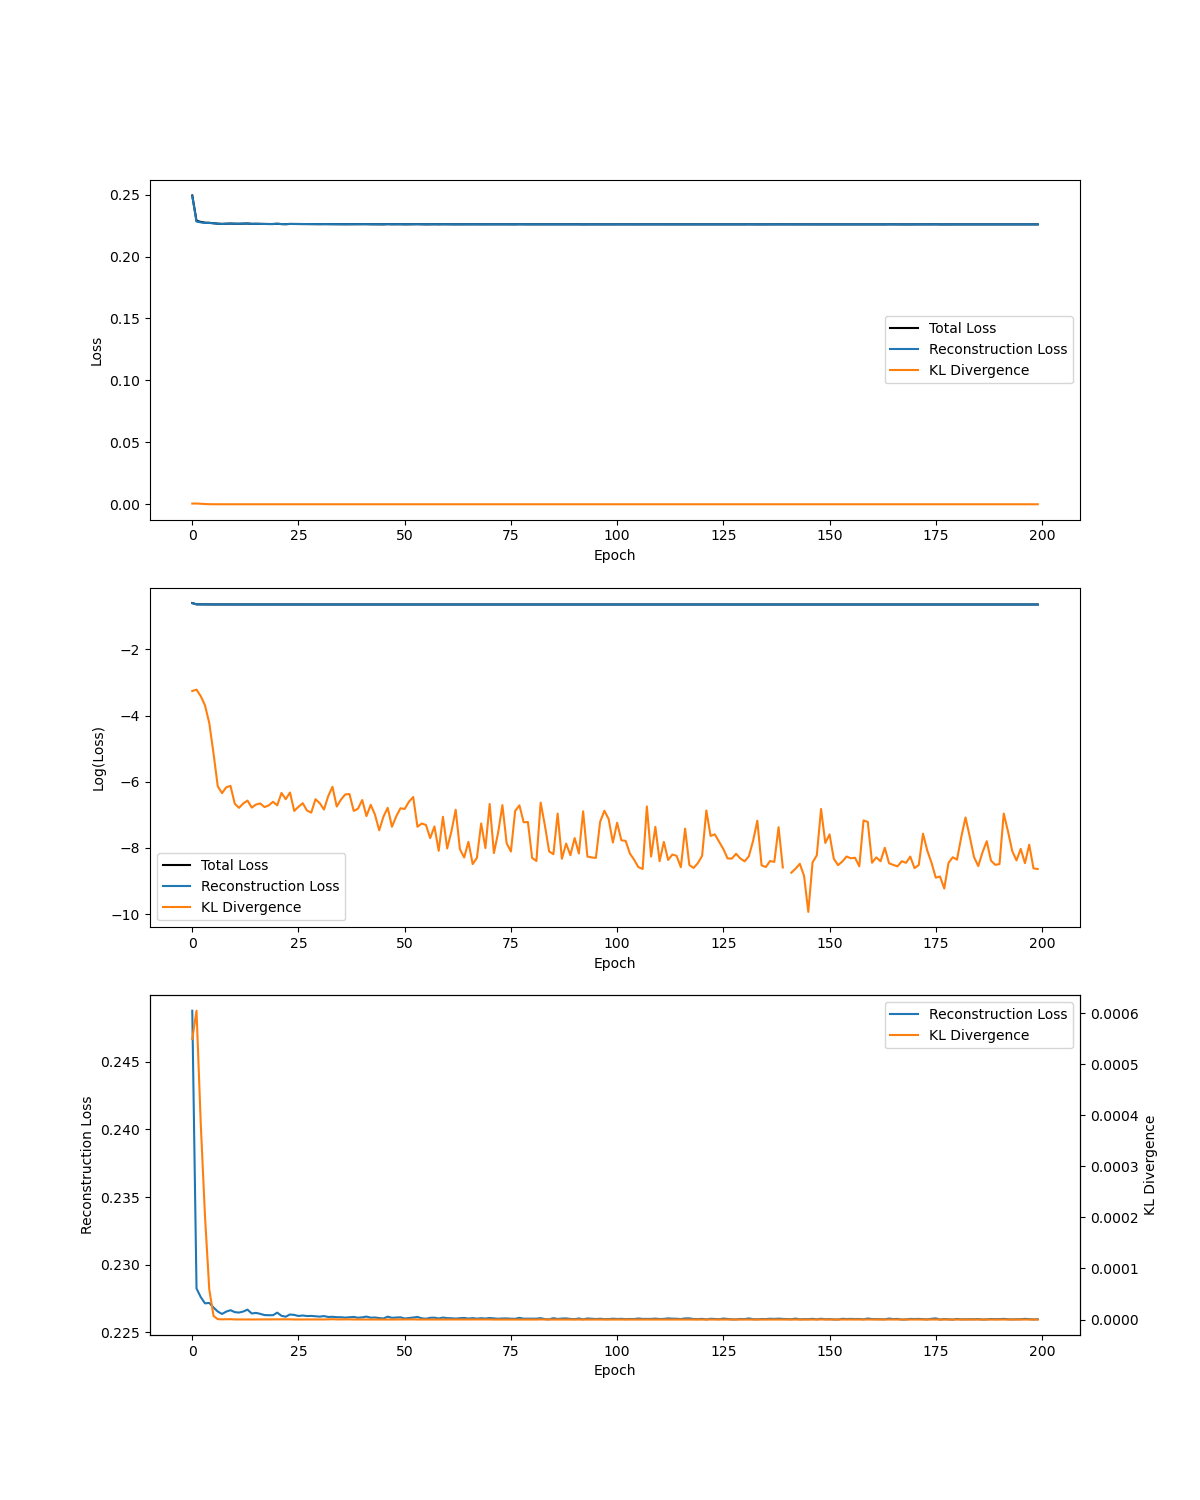 0.25
0.20
0.15
0.10
0.05
0.00
Loss
Total Loss
Reconstruction Loss
KL Divergence
0 25 50 75 100 125 150 175 200
Epoch
−2
−4
−6
−8
−10
Log(Loss)
Total Loss
Reconstruction Loss
KL Divergence
0 25 50 75 100 125 150 175 200
Epoch
0.245
0.240
0.235
0.230
0.225
Reconstruction Loss
Reconstruction Loss
KL Divergence
0.0006
0.0005
0.0004
0.0003
0.0002
0.0001
0.0000
KL Divergence
0 25 50 75 100 125 150 175 200
Epoch